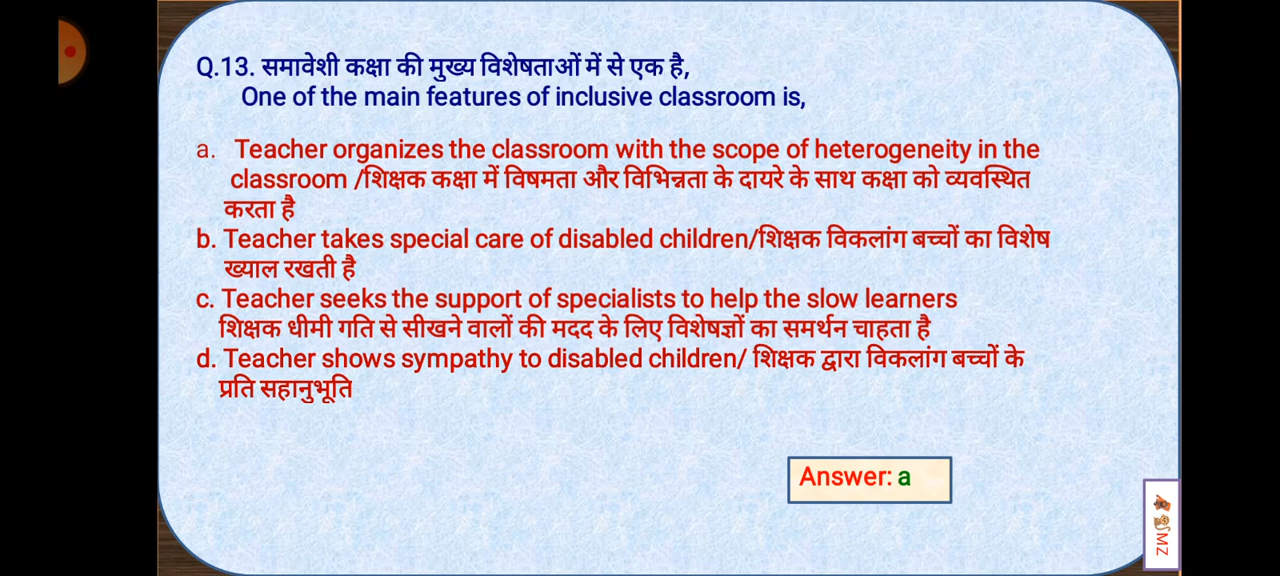 Q.13. समावेशी कक्षा की मुख्य विशेषताओं में से एक है,
One of the main features of inclusive classroom is,
a. Teacher organizes the classroom with the scope of heterogeneity in the
classroom /शिक्षक कक्षा में विषमता और विभिन्नता के दायरे के साथ कक्षा को व्यवस्थित
करता है
b. Teacher takes special care of disabled children/शिक्षक विकलांग बच्चों का विशेष
ख्याल रखती है
c. Teacher seeks the support of specialists to help the slow learners
शिक्षक धीमी गति से सीखने वालों की मदद के लिए विशेषज्ञों का समर्थन चाहता है
d. Teacher shows sympathy to disabled children/ शिक्षक द्वारा विकलांग बच्चों के
प्रति सहानुभूति
Answer: a
MZ